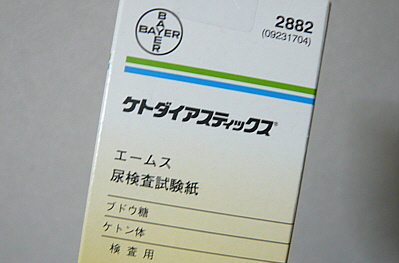 BAYER
BAYER
2882
(09231704)
ケトダイアスティックス®
エームス
尿検査試験紙
ブドウ糖
ケトン体
検査用